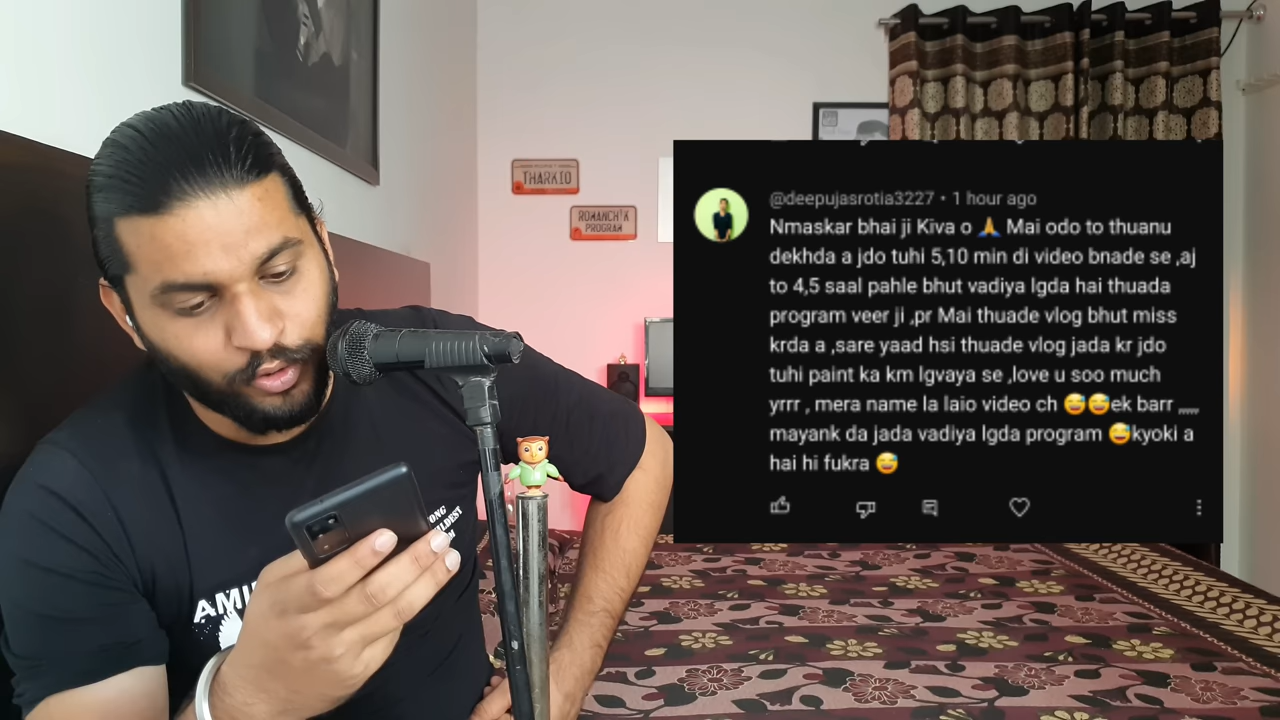 THARKIO
ROMANCHIK
PROGRAM
@deepujasrotia3227 • 1 hour ago
Nmaskar bhai ji Kiva o 🙏 Mai odo to thuanu
dekhda a jdo tuhi 5,10 min di video bnade se ,aj
to 4,5 saal pahle bhut vadiya lgda hai thuada
program veer ji ,pr Mai thuade vlog bhut miss
krda a ,sare yaad hsi thuade vlog jada kr jdo
tuhi paint ka km lgvaya se ,love u soo much
yrrr , mera name la laio video ch 😅😅ek barr ,,,,,
mayank da jada vadiya lgda program 😅kyoki a
hai hi fukra 😅